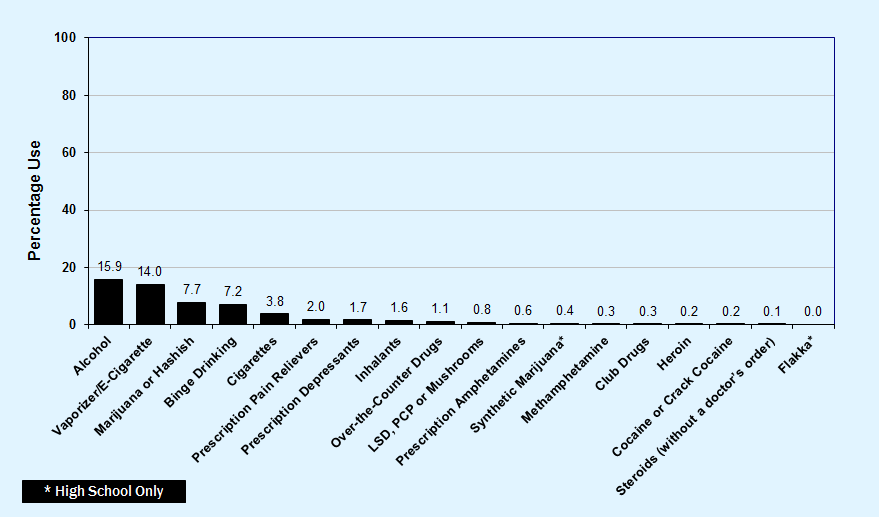 Percentage Use
100
80
60
40
20
0
15.9
14.0
7.7
7.2
3.8
2.0
1.7
1.6
1.1
0.8
0.6
0.4
0.3
0.3
0.2
0.2
0.1
0.0
Alcohol
Vaporizer/E-Cigarette
Marijuana or Hashish
Binge Drinking
Cigarettes
Prescription Pain Relievers
Prescription Depressants
Inhalants
Over-the-Counter Drugs
LSD, PCP or Mushrooms
Prescription Amphetamines
Synthetic Marijuana*
Methamphetamine
Club Drugs
Heroin
Cocaine or Crack Cocaine
Steroids (without a doctor's order)
Flakka*
* High School Only